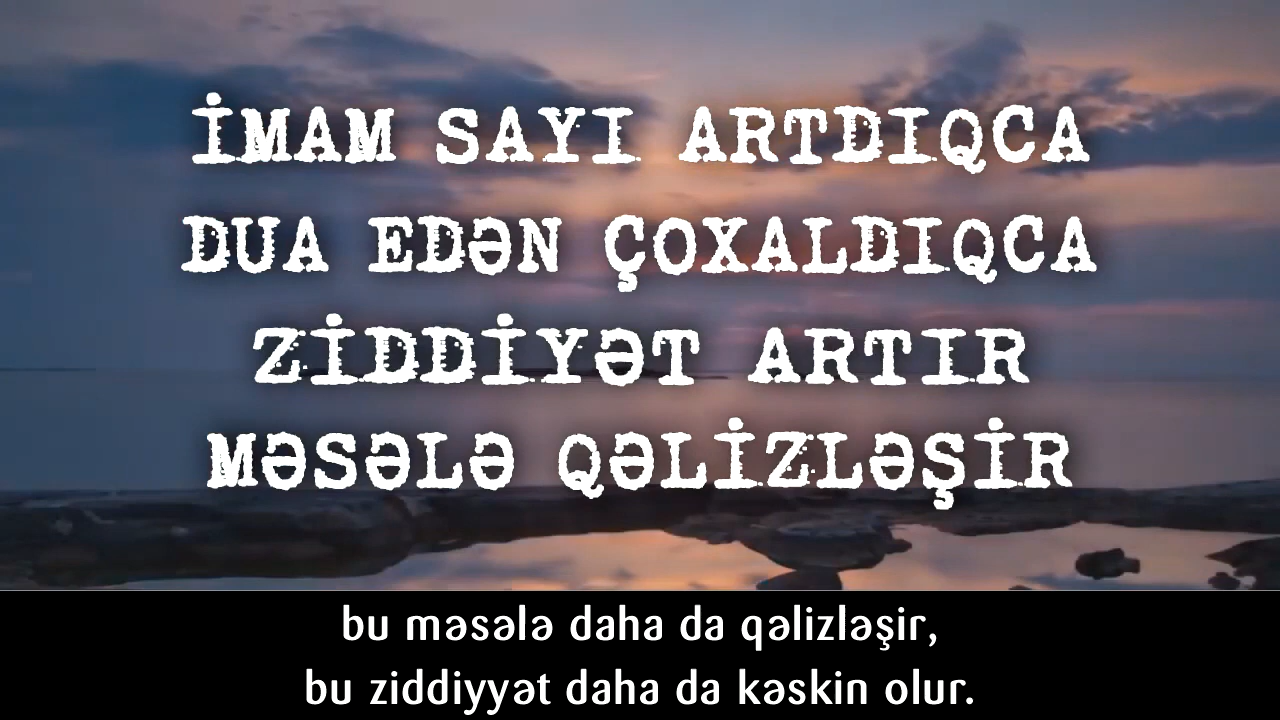 İMAM SAYI ARTDIQCA
DUA EDƏN ÇOXALDIQCA
ZİDDİYƏT ARTIR
MƏSƏLƏ QƏLİZLƏŞİR
bu məsələ daha da qəlizləşir,
bu ziddiyyət daha da kəskin olur.